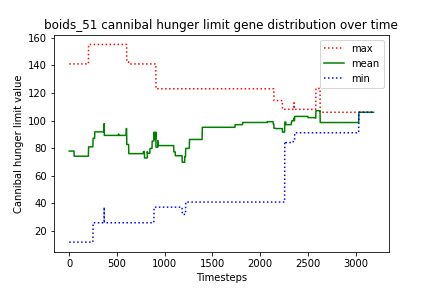 boids_51 cannibal hunger limit gene distribution over time
160
140
120
100
80
60
40
20
Cannibal hunger limit value
max
mean
min
0 500 1000 1500 2000 2500 3000
Timesteps